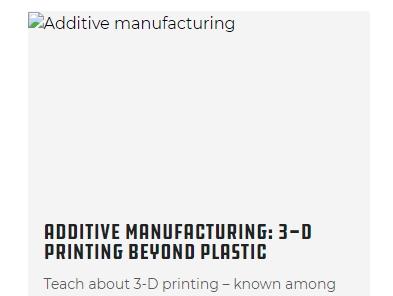 Additive manufacturing
ADDITIVE MANUFACTURING: 3-D
PRINTING BEYOND PLASTIC
Teach about 3-D printing – known among